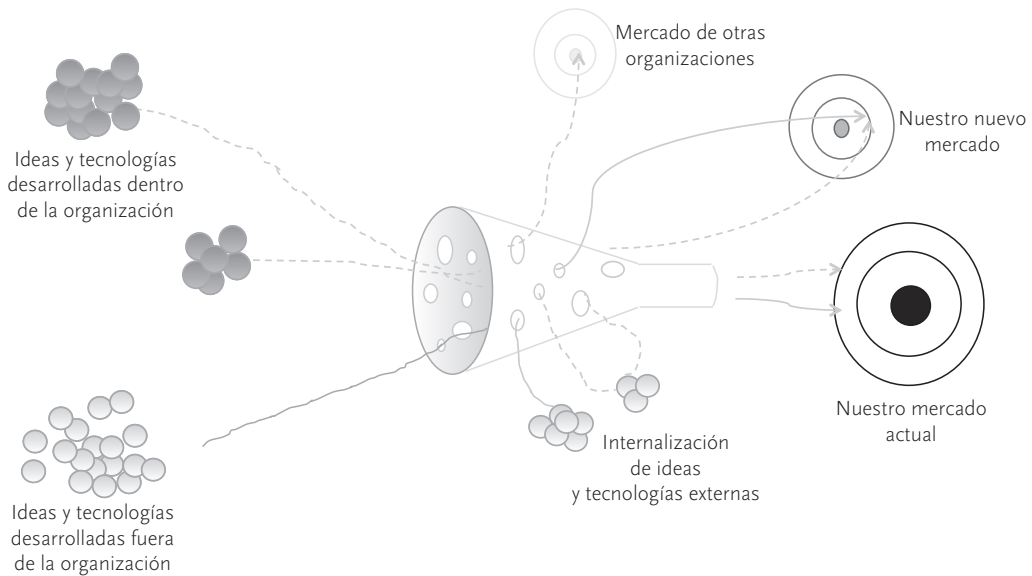 Mercado de otras
organizaciones
Nuestro nuevo
mercado
Ideas y tecnologías
desarrolladas dentro
de la organización
Nuestro mercado
actual
Internalización
de ideas
y tecnologías externas
Ideas y tecnologías
desarrolladas fuera
de la organización